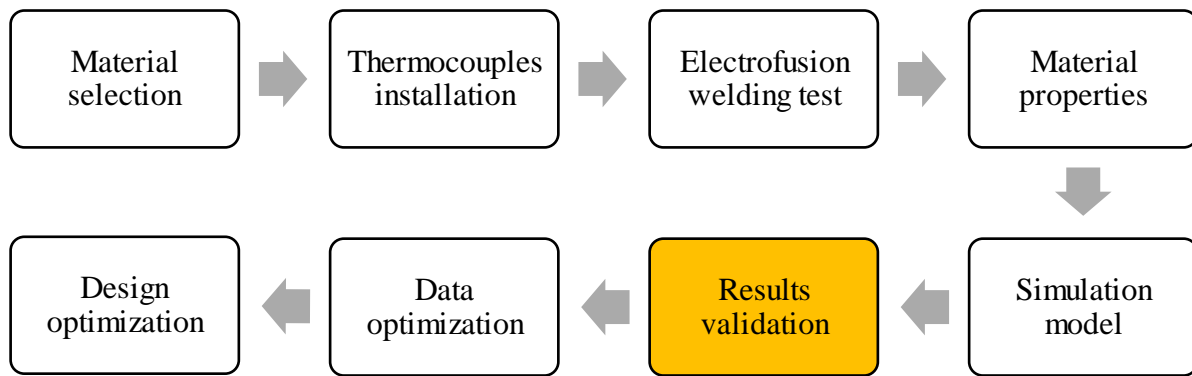 Material
selection
Thermocouples
installation
Electrofusion
welding test
Material
properties
Simulation
model
Results
validation
Data
optimization
Design
optimization